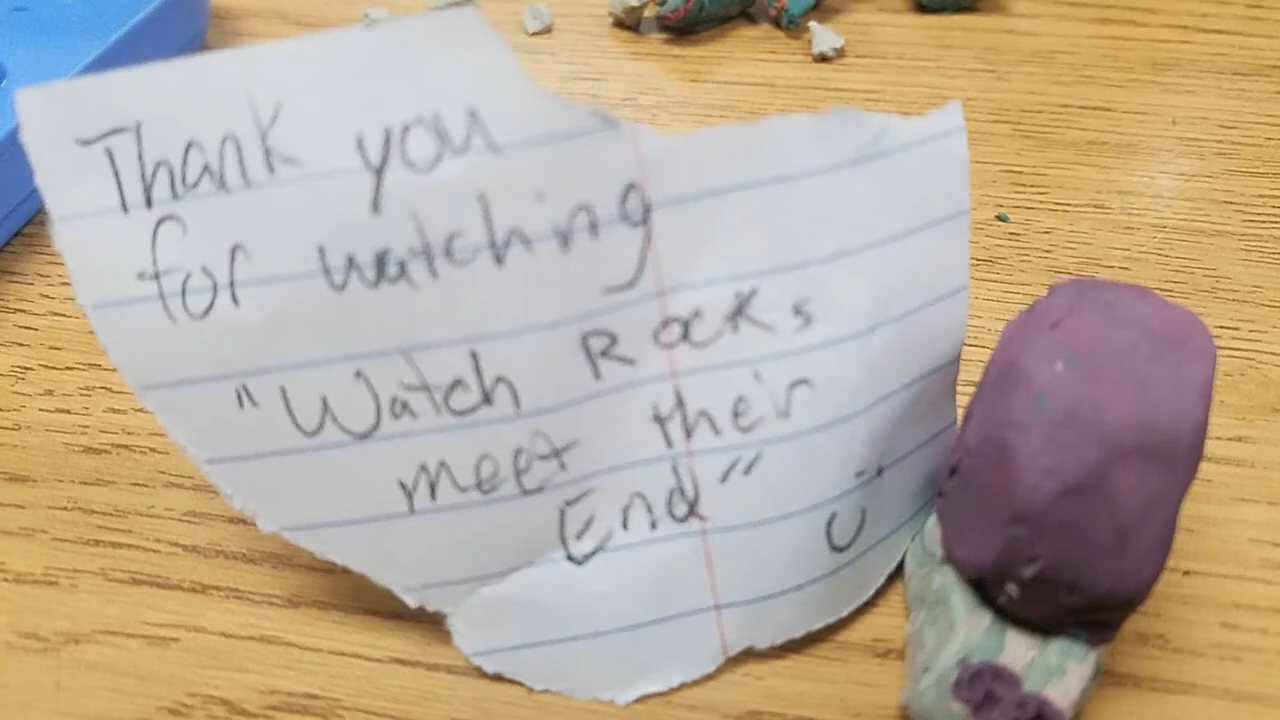 Thank you
for watching
"Watch Rocks
meet their
End" Ü